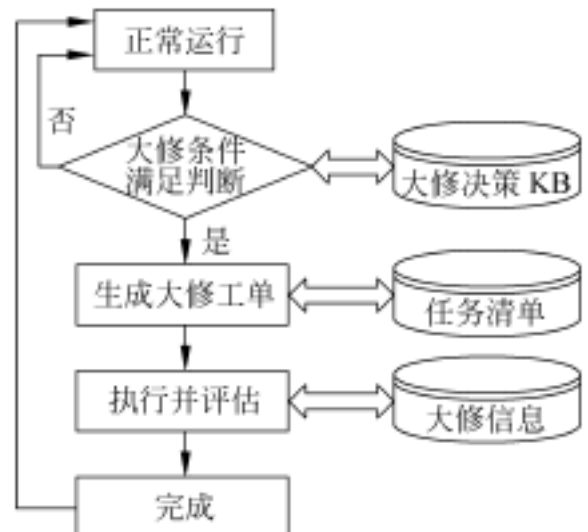 正常运行
否
大修条件
满足判断
大修决策 KB
是
生成大修工单
任务清单
执行并评估
大修信息
完成